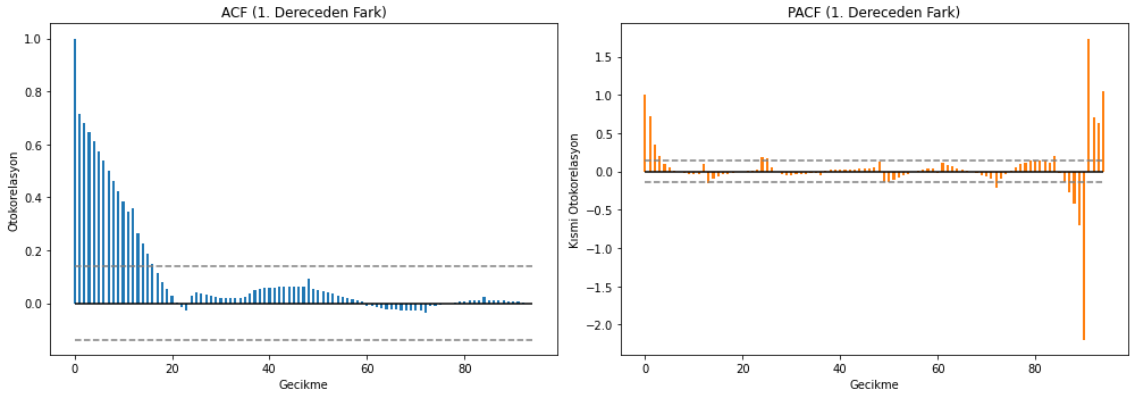 ACF (1. Dereceden Fark)
Otokorelasyon
1.0
0.8
0.6
0.4
0.2
0.0
0 20 40 60 80
Gecikme
PACF (1. Dereceden Fark)
Kısmi Otokorelasyon
1.5
1.0
0.5
0.0
−0.5
−1.0
−1.5
−2.0
0 20 40 60 80
Gecikme